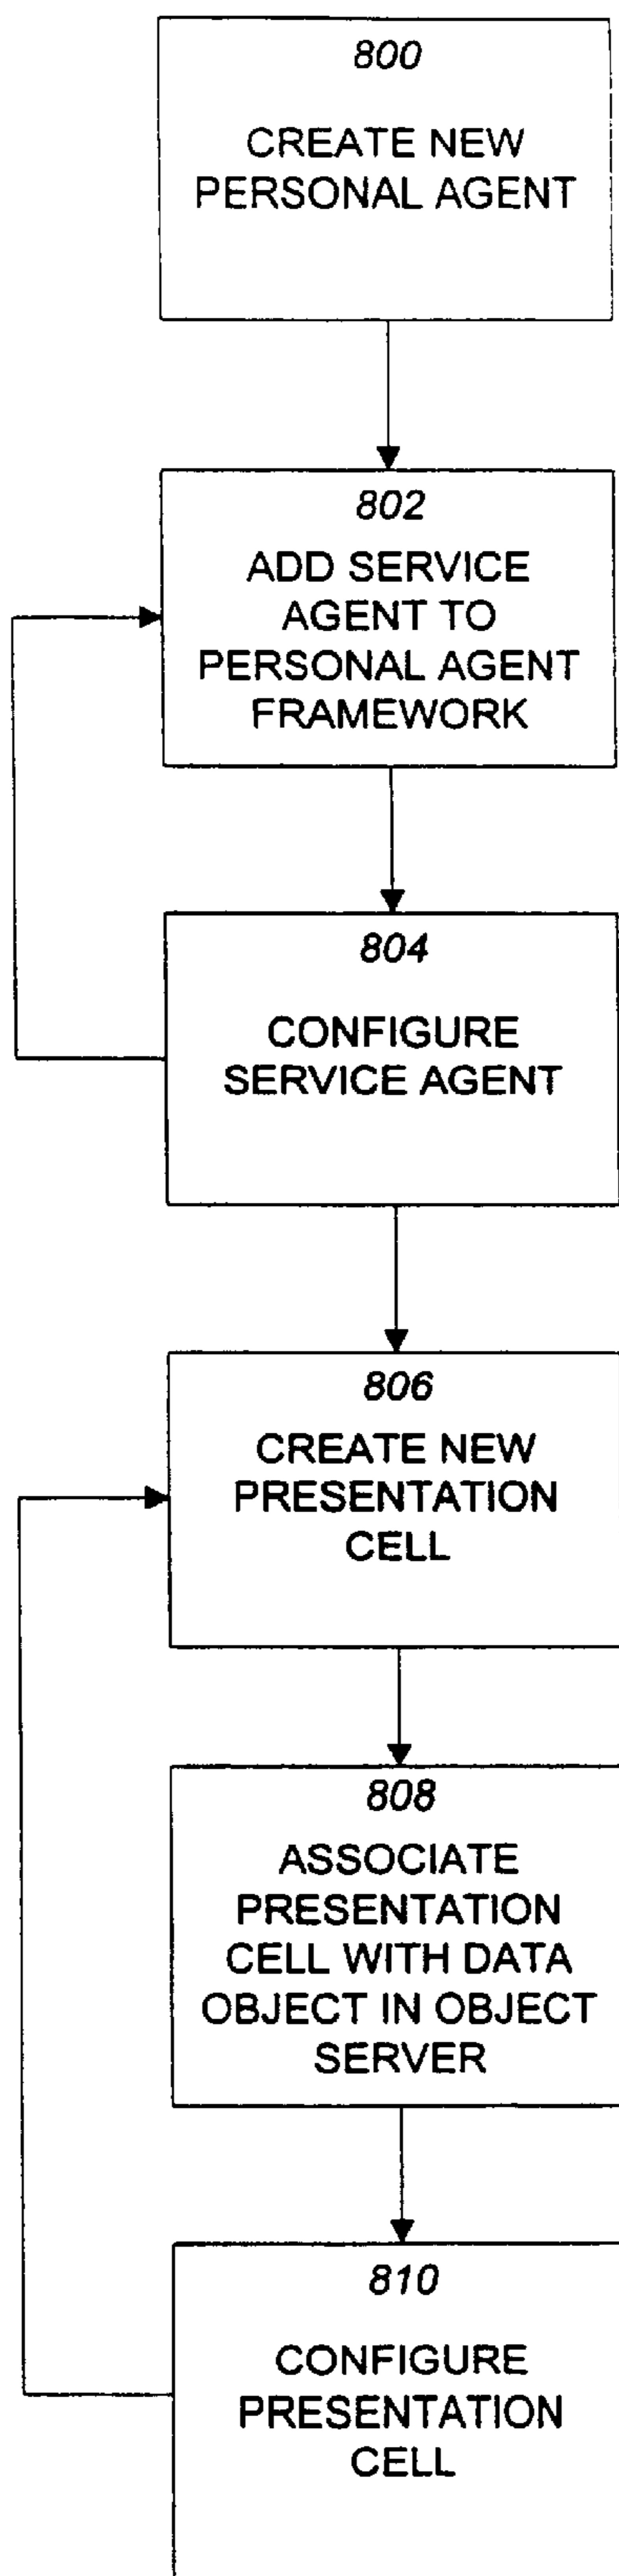 800
CREATE NEW
PERSONAL AGENT
802
ADD SERVICE
AGENT TO
PERSONAL AGENT
FRAMEWORK
804
CONFIGURE
SERVICE AGENT
806
CREATE NEW
PRESENTATION
CELL
808
ASSOCIATE
PRESENTATION
CELL WITH DATA
OBJECT IN OBJECT
SERVER
810
CONFIGURE
PRESENTATION
CELL